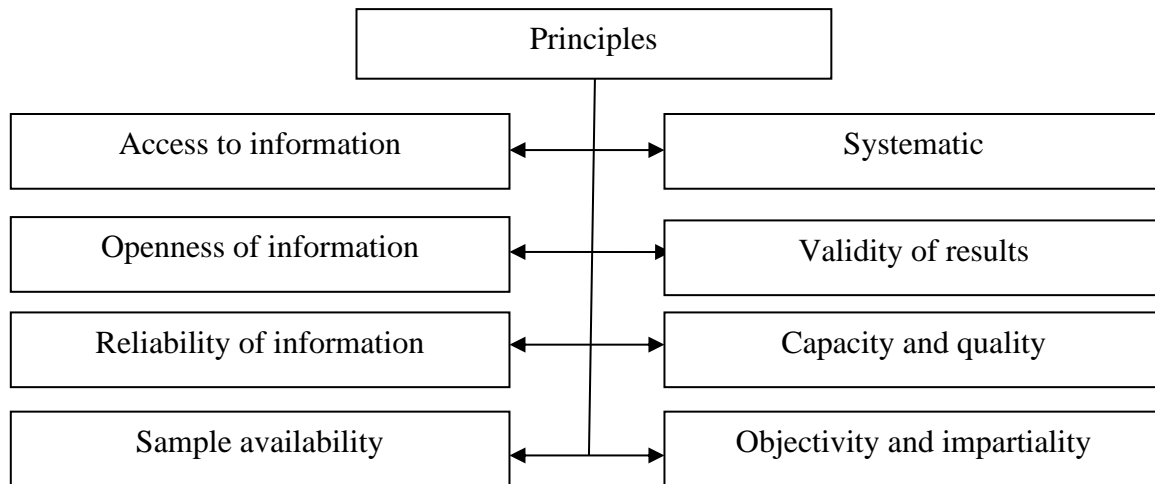 Principles
Access to information
Systematic
Openness of information
Validity of results
Reliability of information
Capacity and quality
Sample availability
Objectivity and impartiality